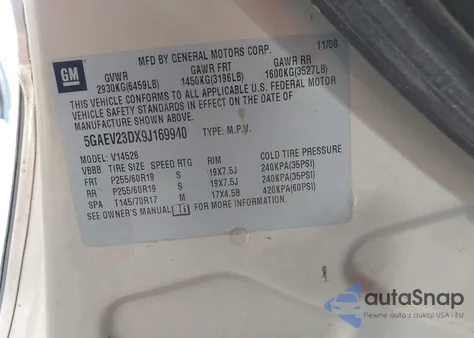 GM
MFD BY GENERAL MOTORS CORP. 11/08
GVWR GAWR FRT GAWR RR
2930KG(6459LB) 1450KG(3196LB) 1600KG(3527LB)
THIS VEHICLE CONFORMS TO ALL APPLICABLE U.S. FEDERAL MOTOR
VEHICLE SAFETY STANDARDS IN EFFECT ON THE DATE OF
MANUFACTURE SHOWN ABOVE.
5GAEV23DX9J169940 TYPE: M.P.V.
MODEL: V14526
VBBB TIRE SIZE SPEED RTG RIM COLD TIRE PRESSURE
FRT P255/60R19 S 19X7.5J 240KPA(35PSI)
RR P255/60R19 S 19X7.5J 240KPA(35PSI)
SPA T145/70R17 M 17X4.5B 420KPA(60PSI)
SEE OWNER'S MANUAL FOR MORE INFORMATION.
autoSnap
Pewne auta z aukcji USA i EU